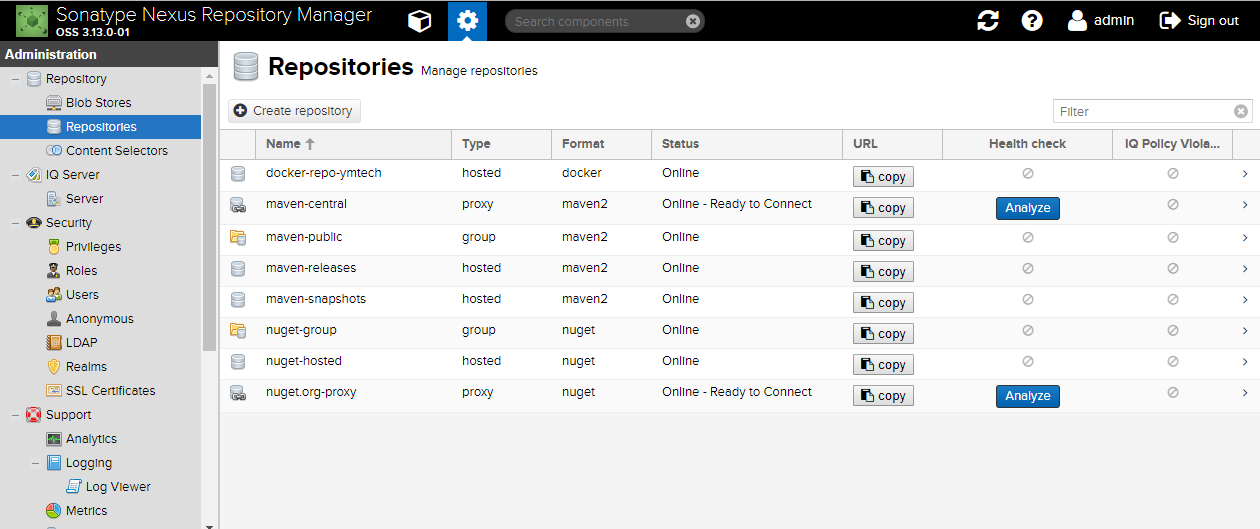 Sonatype Nexus Repository Manager
OSS 3.13.0-01
Search components
admin
Sign out
Administration
Repository
Blob Stores
Repositories
Content Selectors
IQ Server
Server
Security
Privileges
Roles
Users
Anonymous
LDAP
Realms
SSL Certificates
Support
Analytics
Logging
Log Viewer
Metrics
Repositories Manage repositories
Create repository
Filter
Name Type Format Status URL Health check IQ Policy Viola...
docker-repo-ymtech hosted docker Online copy
maven-central proxy maven2 Online - Ready to Connect copy Analyze
maven-public group maven2 Online copy
maven-releases hosted maven2 Online copy
maven-snapshots hosted maven2 Online copy
nuget-group group nuget Online copy
nuget-hosted hosted nuget Online copy
nuget.org-proxy proxy nuget Online - Ready to Connect copy Analyze